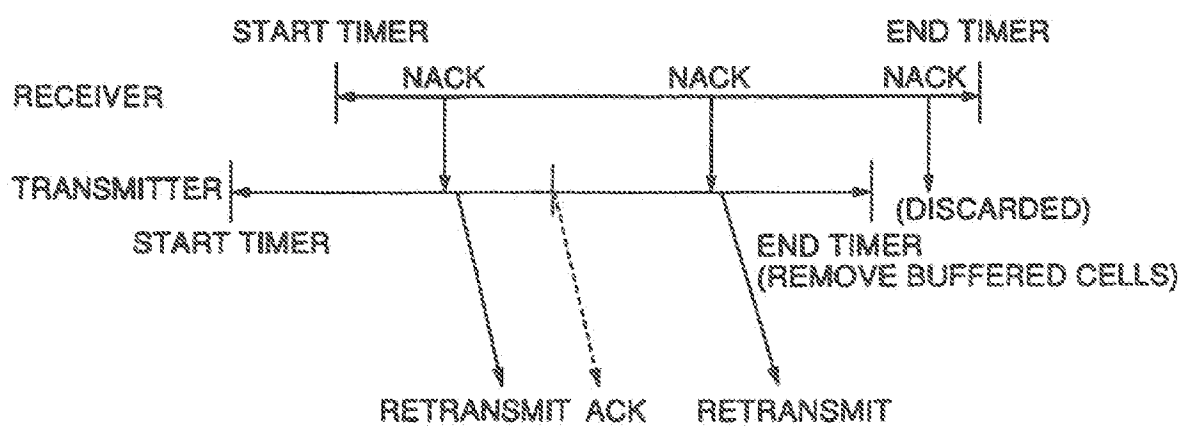 START TIMER
END TIMER
NACK
NACK
NACK
RECEIVER
TRANSMITTER
(DISCARDED)
START TIMER
END TIMER
(REMOVE BUFFERED CELLS)
RETRANSMIT
ACK
RETRANSMIT